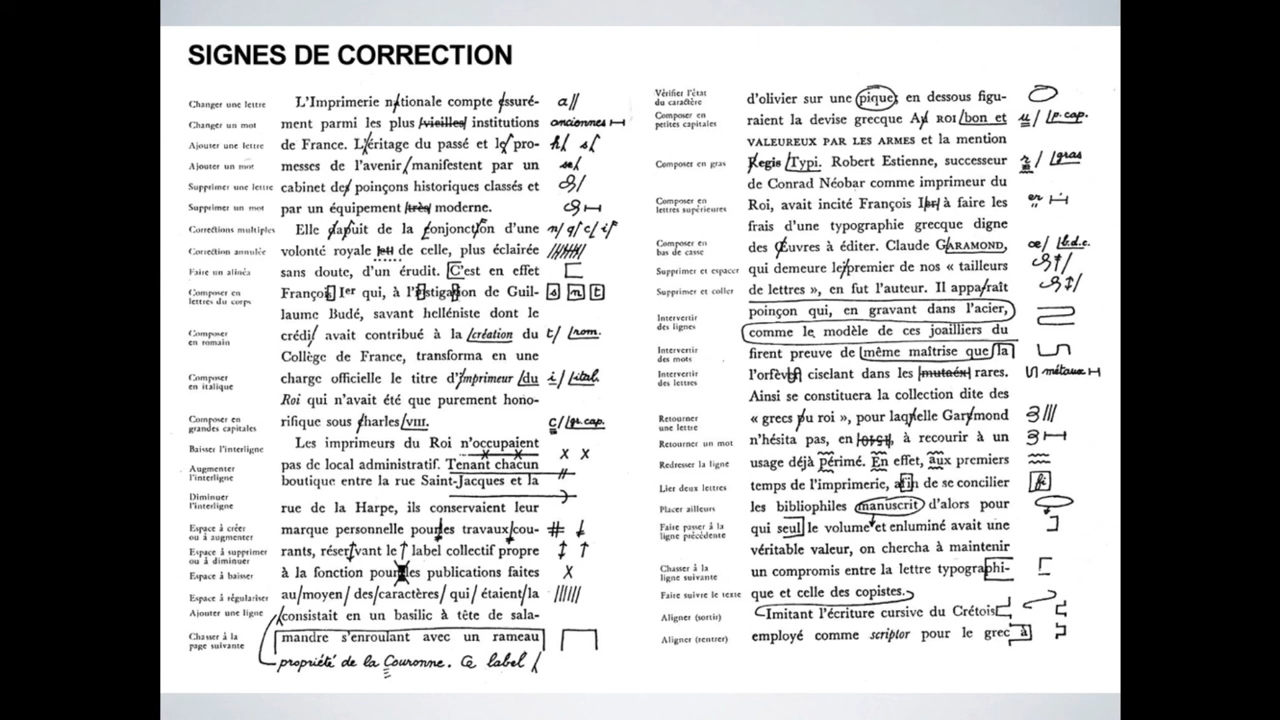 SIGNES DE CORRECTION
Changer une lettre L'Imprimerie nationale compte assuré- a//
Changer un mot ment parmi les plus vieilles institutions anciennes
Ajouter une lettre de France. L'éritage du passé et le pro- h/ s/
Ajouter un mot messes de l'avenir manifestent par un se/
Supprimer une lettre cabinet de poinçons historiques classés et
Supprimer un mot par un équipement très moderne.
Corrections multiples Elle d'une n/ q/ c/ i/
Correction annulée volonté royale de celle, plus éclairée
Faire un alinéa sans doute, d'un érudit. C'est en effet
Composer en
lettres du corps François Ier qui, à l'instigation de Guil- s n t
laume Budé, savant helléniste dont le
Composer
en romain crédi avait contribué à la création du t/ rom.
Collège de France, transforma en une
Composer
en italique charge officielle le titre d'imprimeur du i/ ital.
Roi qui n'avait été que purement hono-
Composer en
grandes capitales rifique sous charles VIII. c/ gr. cap.
Les imprimeurs du Roi n'occupaient
Baisser l'interligne x x
pas de local administratif. Tenant chacun
Augmenter
l'interligne boutique entre la rue Saint-Jacques et la
Diminuer
l'interligne rue de la Harpe, ils conservaient leur
Espace à créer
ou à augmenter marque personnelle pour les travaux cou- #
Espace à supprimer
ou à diminuer rants, réservant le label collectif propre
Espace à baisser à la fonction pour les publications faites x
Espace à régulariser au/moyen/des/caractères/qui/étaient/la //////
Ajouter une ligne consistait en un basilic à tête de sala-
Chasser à la
page suivante mandre s'enroulant avec un rameau
propriété de la Couronne. Ce label
Vérifier l'état
du caractère d'olivier sur une pique; en dessous figu-
Composer en
petites capitales raient la devise grecque Au ROI bon et u/ p. cap.
VALEUREUX PAR LES ARMES et la mention
Composer en gras Regis Typi. Robert Estienne, successeur r/ gras
de Conrad Néobar comme imprimeur du
Composer en
lettres supérieures Roi, avait incité François Ier à faire les er
frais d'une typographie grecque digne
Composer en
bas de casse des Œuvres à éditer. Claude GARAMOND, œ/ b.d.c.
Supprimer et espacer qui demeure le premier de nos « tailleurs
Supprimer et coller de lettres », en fut l'auteur. Il apparaît
Intervertir
des lignes poinçon qui, en gravant dans l'acier,
comme le modèle de ces joailliers du
Intervertir
des mots firent preuve de même maîtrise que la
Intervertir
des lettres l'orfèvre ciselant dans les mutaéx rares. métaux
Ainsi se constitua la collection dite des
Retourner
une lettre « grecs du roi », pour laquelle Garamond
Retourner un mot n'hésita pas, en à recourir à un
Redresser la ligne usage déjà périmé. En effet, aux premiers
Lier deux lettres temps de l'imprimerie, afin de se concilier fi
Placer ailleurs les bibliophiles manuscrit d'alors pour
Faire passer à la
ligne précédente qui seul le volume et enluminé avait une
véritable valeur, on chercha à maintenir
Chasser à la
ligne suivante un compromis entre la lettre typographi-
Faire suivre le texte que et celle des copistes.
Aligner (sortir) Imitant l'écriture cursive du Crétois
Aligner (rentrer) employé comme scriptor pour le grec à